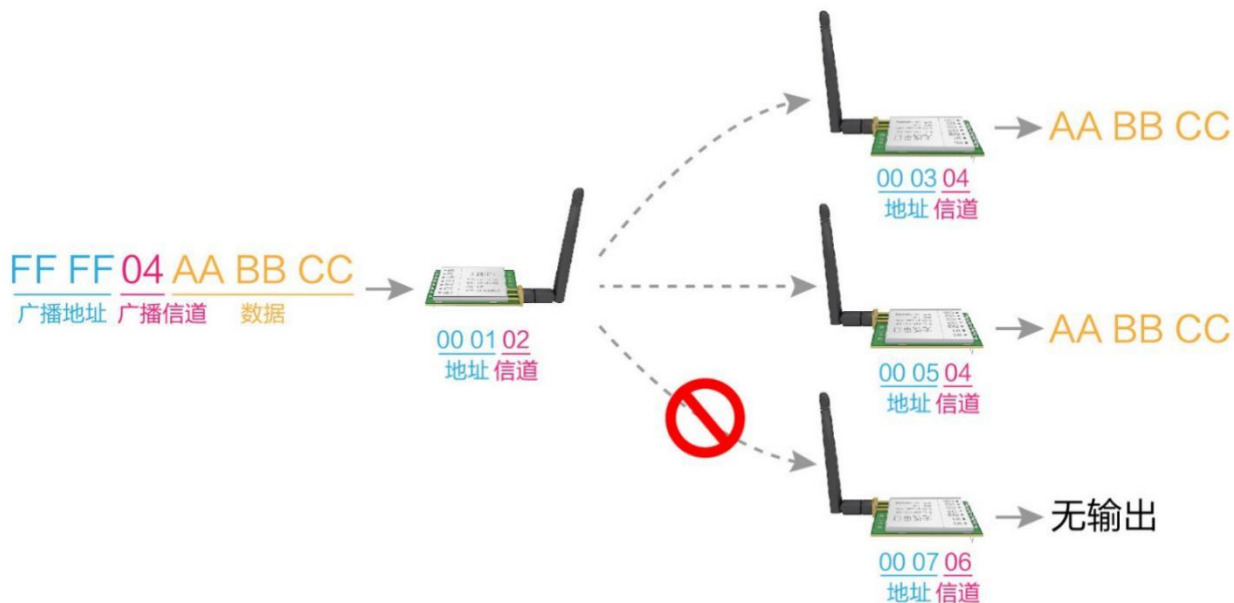 AA BB CC
00 03 04
地址 信道
FF FF 04 AA BB CC
广播地址 广播信道 数据
00 01 02
地址 信道
AA BB CC
00 05 04
地址 信道
无输出
00 07 06
地址 信道